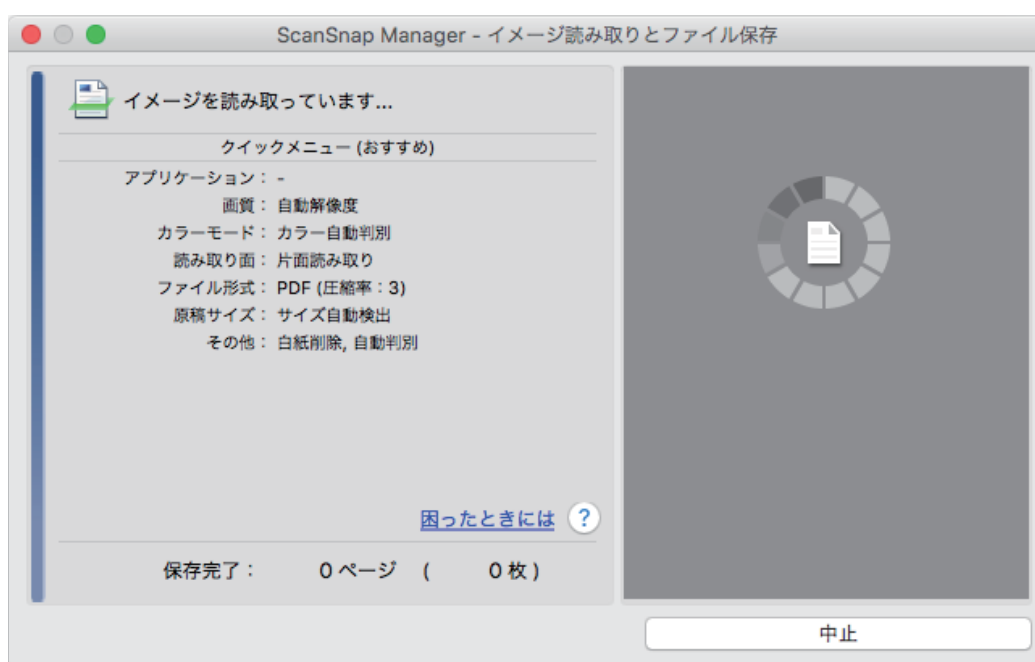 ScanSnap Manager - イメージ読み取りとファイル保存
イメージを読み取っています...
クイックメニュー (おすすめ)
アプリケーション： -
画質： 自動解像度
カラーモード： カラー自動判別
読み取り面： 片面読み取り
ファイル形式： PDF (圧縮率：3)
原稿サイズ： サイズ自動検出
その他： 白紙削除, 自動判別
困ったときには ?
保存完了： 0 ページ ( 0 枚 )
中止